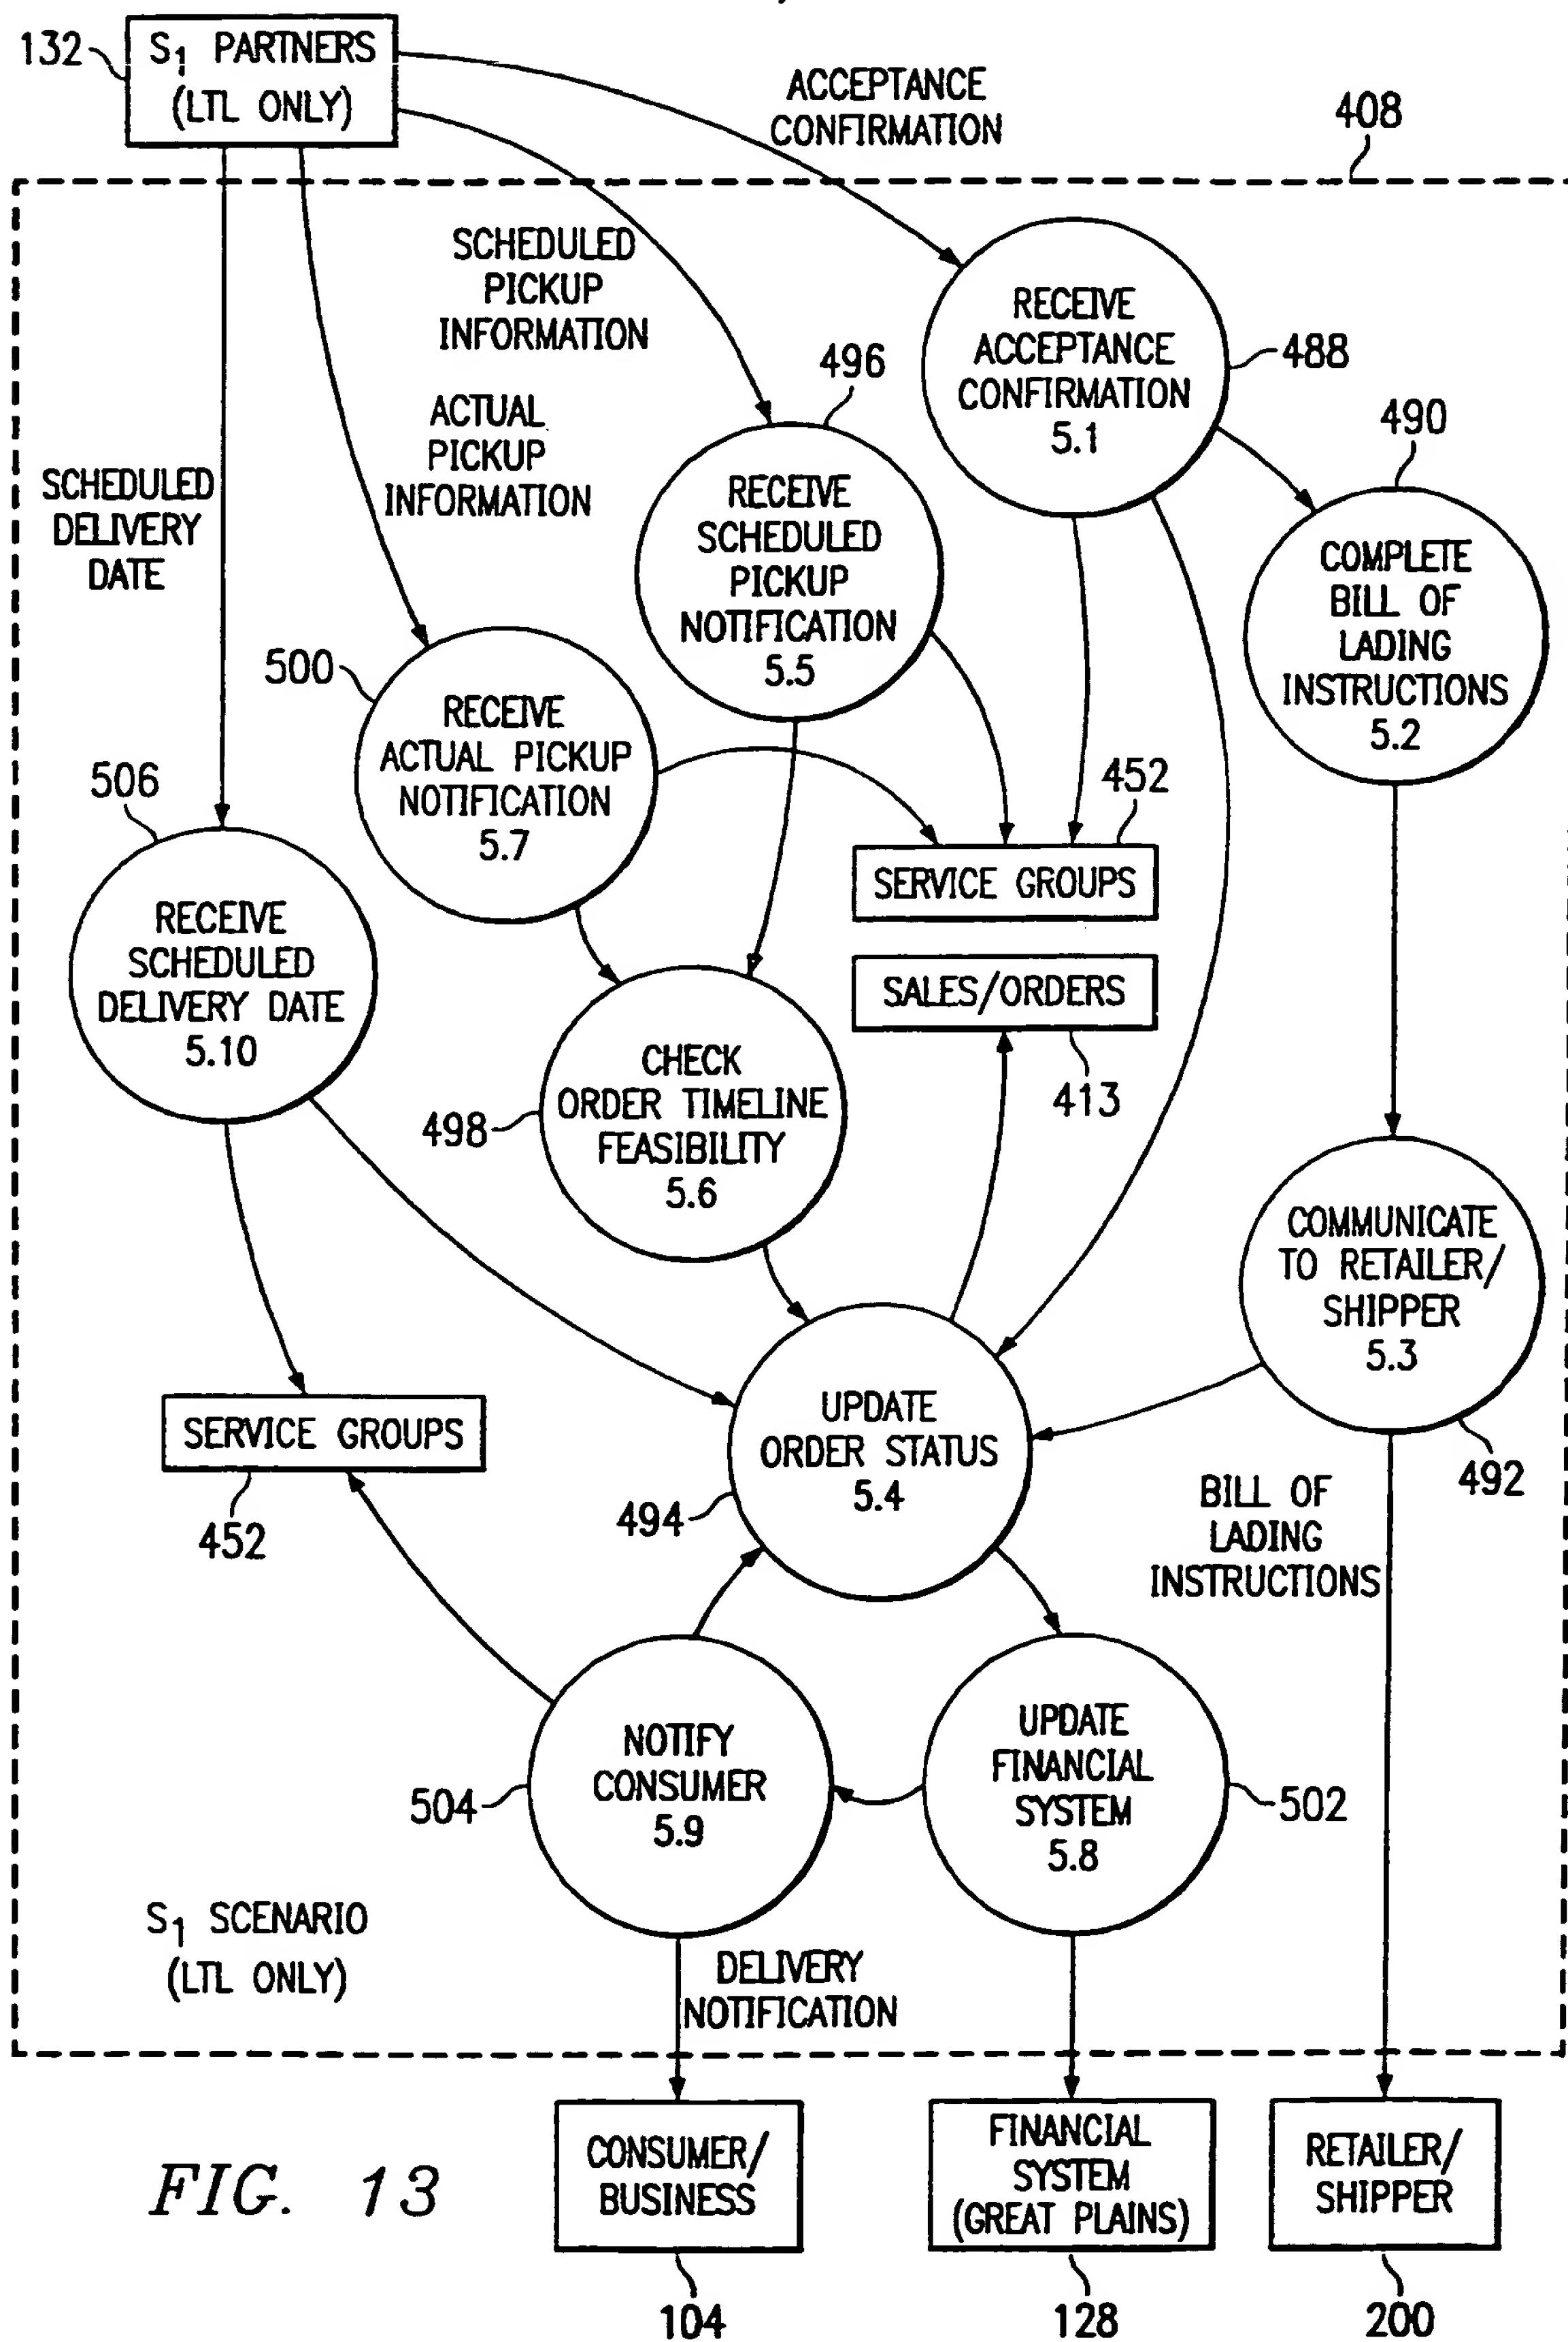 132
S1 PARTNERS
(LTL ONLY)
ACCEPTANCE
CONFIRMATION
408
SCHEDULED
PICKUP
INFORMATION
RECEIVE
ACCEPTANCE
CONFIRMATION
5.1
488
496
ACTUAL
PICKUP
INFORMATION
490
SCHEDULED
DELIVERY
DATE
RECEIVE
SCHEDULED
PICKUP
NOTIFICATION
5.5
COMPLETE
BILL OF
LADING
INSTRUCTIONS
5.2
500
RECEIVE
ACTUAL PICKUP
NOTIFICATION
5.7
506
452
SERVICE GROUPS
RECEIVE
SCHEDULED
DELIVERY DATE
5.10
SALES/ORDERS
413
CHECK
ORDER TIMELINE
FEASIBILITY
5.6
498
COMMUNICATE
TO RETAILER/
SHIPPER
5.3
492
SERVICE GROUPS
452
UPDATE
ORDER STATUS
5.4
494
BILL OF
LADING
INSTRUCTIONS
NOTIFY
CONSUMER
5.9
504
UPDATE
FINANCIAL
SYSTEM
5.8
502
S1 SCENARIO
(LTL ONLY)
DELIVERY
NOTIFICATION
FIG. 13
CONSUMER/
BUSINESS
104
FINANCIAL
SYSTEM
(GREAT PLAINS)
128
RETAILER/
SHIPPER
200